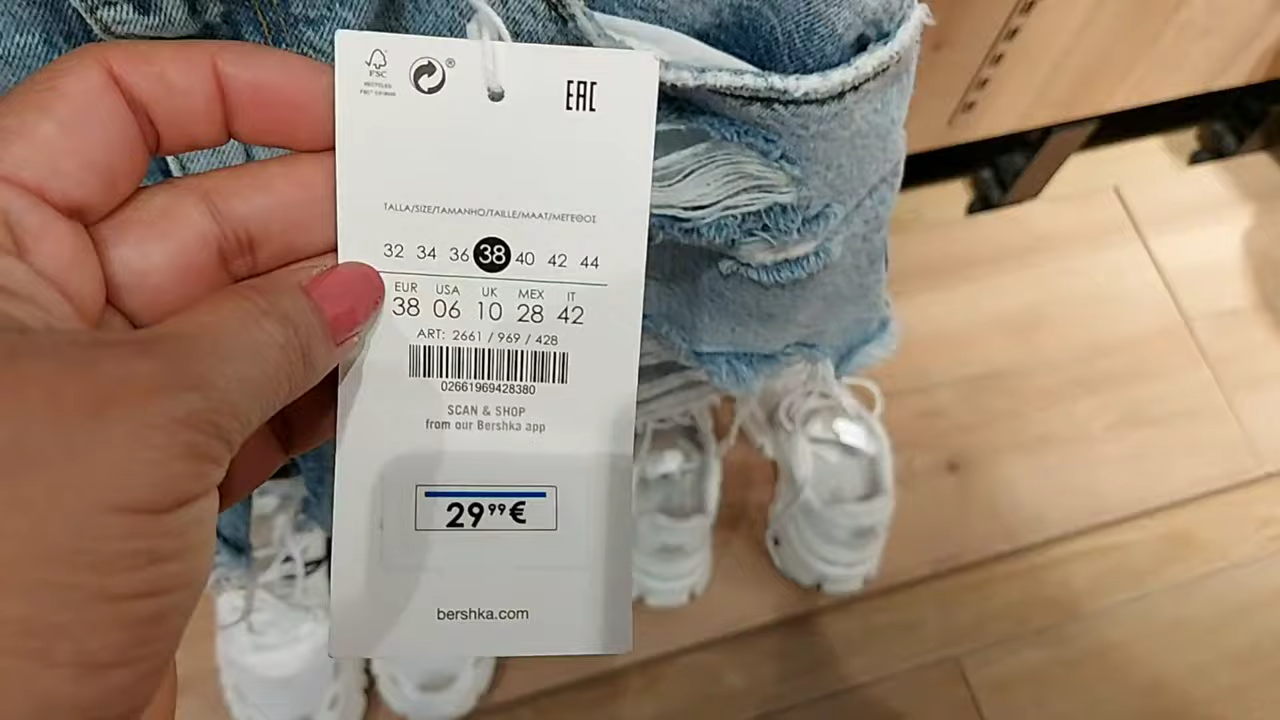 FSC
®
EAC
TALLA/SIZE/TAMANHO/TAILLE/MAAT/ΜΕΓΕΘΟΣ
32 34 36 38 40 42 44
EUR USA UK MEX IT
38 06 10 28 42
ART: 2661 / 969 / 428
02661969428380
SCAN & SHOP
from our Bershka app
29⁹⁹€
bershka.com